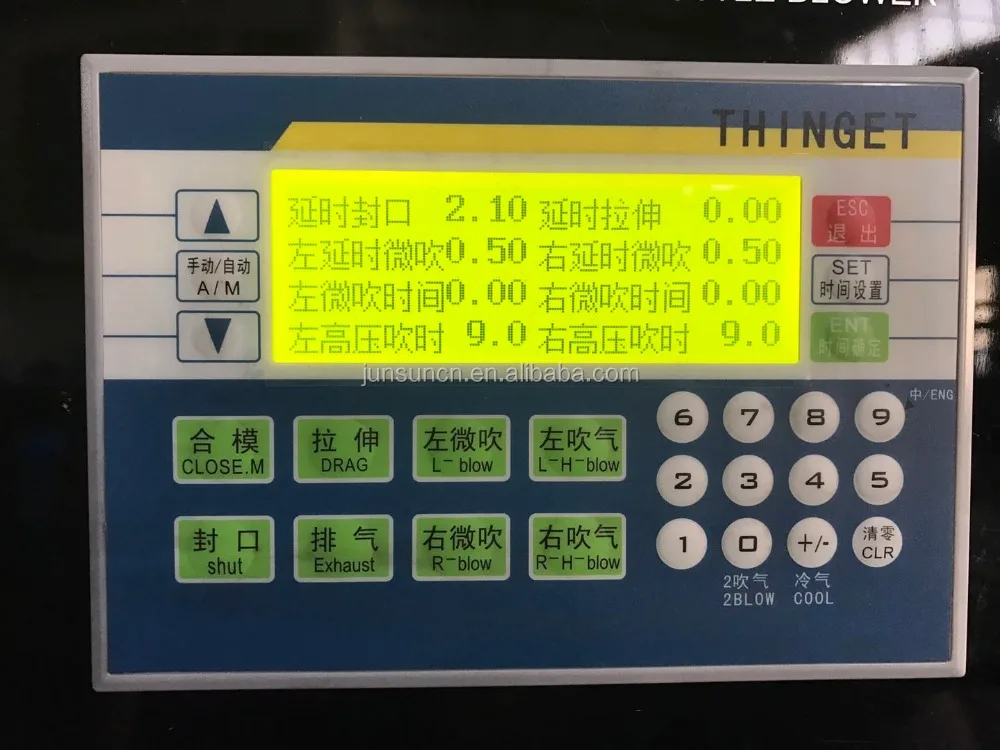 BLOWER
THINGET
延时封口 2.10 延时拉伸 0.00
左延时微吹0.50 右延时微吹 0.50
左微吹时间0.00 右微吹时间 0.00
左高压吹时 9.0 右高压吹时 9.0
手动/自动
A/M
ESC
退出
SET
时间设置
ENT
时间确定
junsuncn.en.alibaba.com
中/ENG
合模
CLOSE.M
拉伸
DRAG
左微吹
L-blow
左吹气
L-H-blow
6 7 8 9
2 3 4 5
封口
shut
排气
Exhaust
右微吹
R-blow
右吹气
R-H-blow
1 0 +/- 清零
CLR
2吹气
2BLOW
冷气
COOL